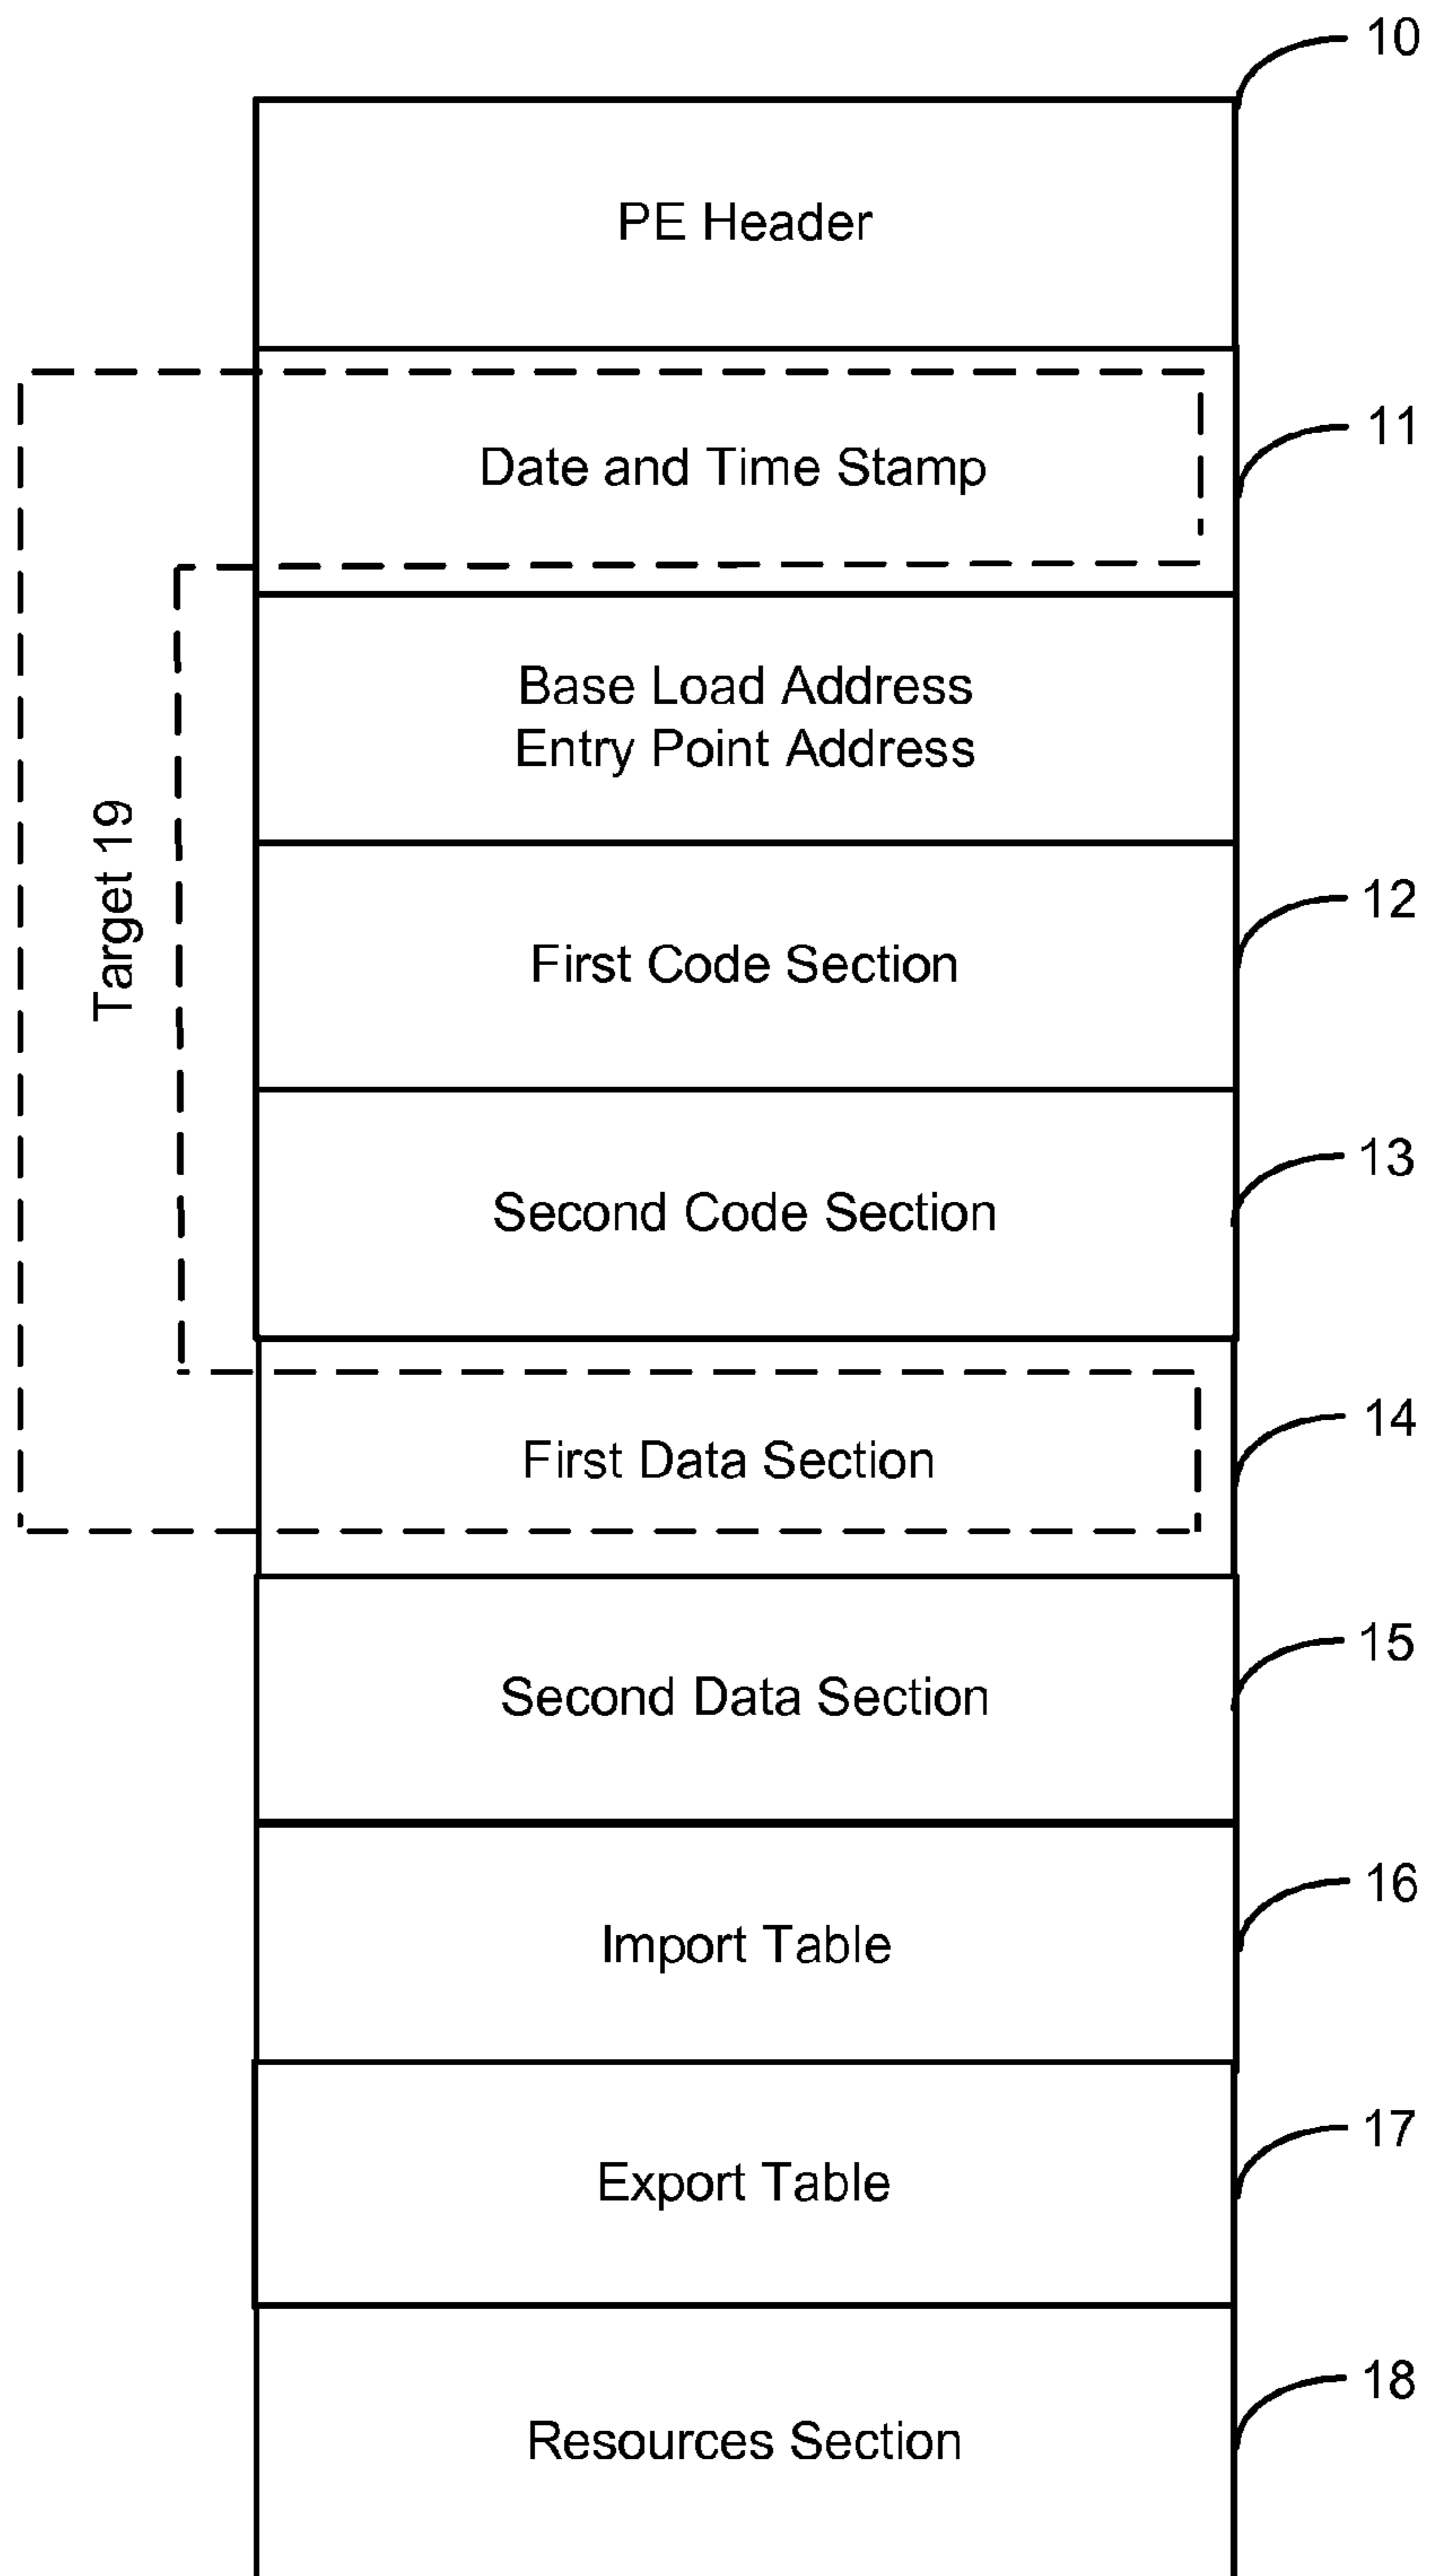 10
PE Header
11
Date and Time Stamp
Base Load Address
Entry Point Address
Target 19
12
First Code Section
13
Second Code Section
14
First Data Section
15
Second Data Section
16
Import Table
17
Export Table
18
Resources Section